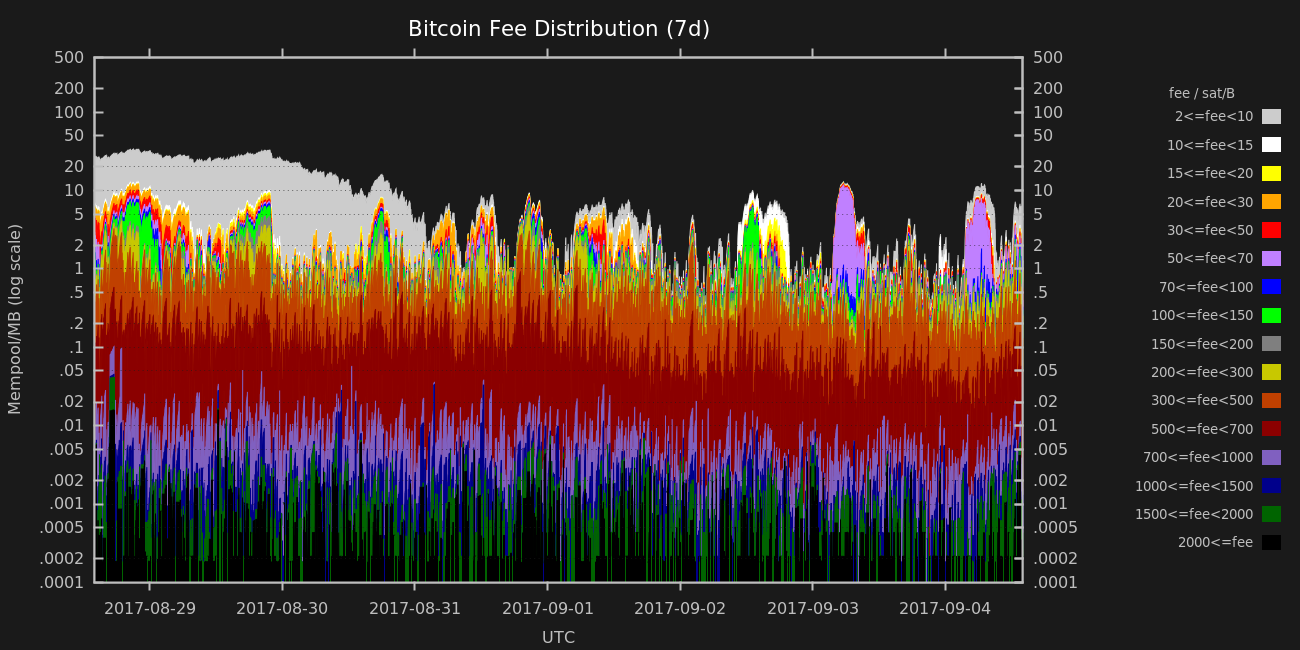 Bitcoin Fee Distribution (7d)
500
200
100
50
20
10
5
2
1
.5
.2
.1
.05
.02
.01
.005
.002
.001
.0005
.0002
.0001
Mempool/MB (log scale)
500
200
100
50
20
10
5
2
1
.5
.2
.1
.05
.02
.01
.005
.002
.001
.0005
.0002
.0001
2017-08-29 2017-08-30 2017-08-31 2017-09-01 2017-09-02 2017-09-03 2017-09-04
UTC
fee / sat/B
2<=fee<10
10<=fee<15
15<=fee<20
20<=fee<30
30<=fee<50
50<=fee<70
70<=fee<100
100<=fee<150
150<=fee<200
200<=fee<300
300<=fee<500
500<=fee<700
700<=fee<1000
1000<=fee<1500
1500<=fee<2000
2000<=fee